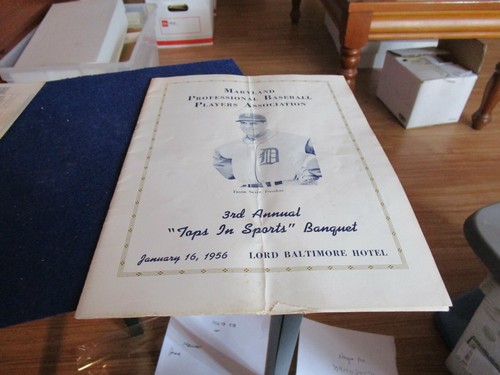 MARYLAND
PROFESSIONAL BASEBALL
PLAYERS ASSOCIATION
D
3rd Annual
"Tops In Sports" Banquet
January 16, 1956 LORD BALTIMORE HOTEL